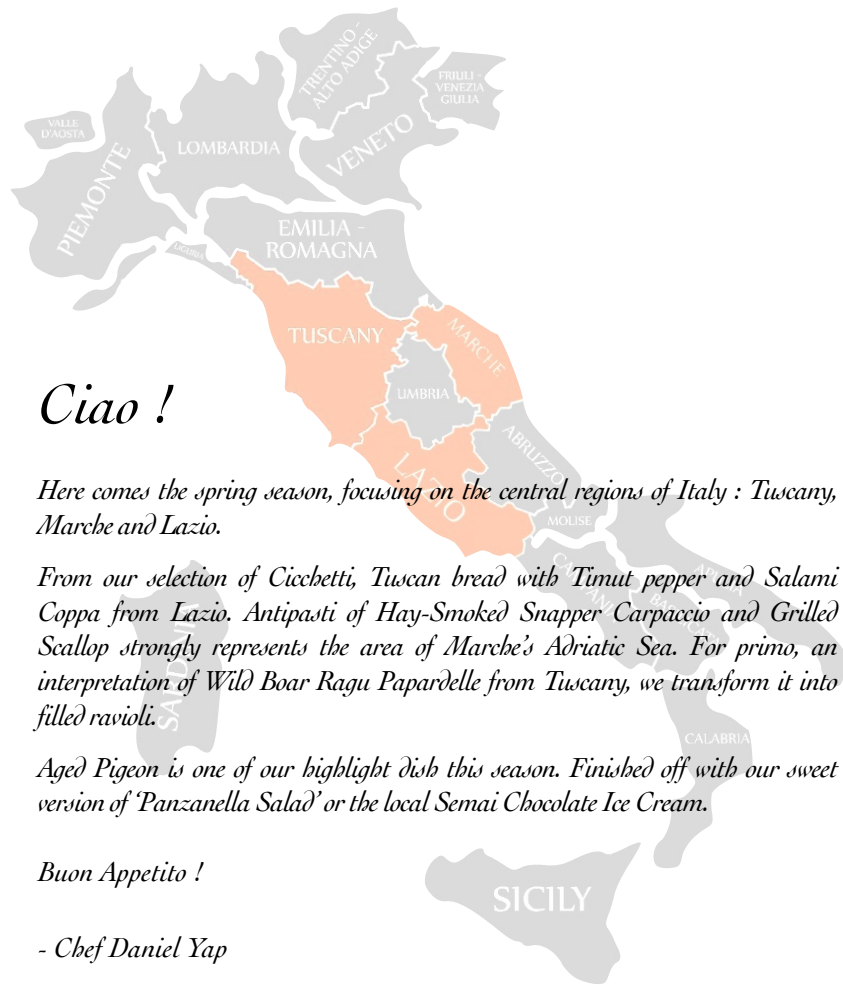 TRENTINO -
ALTO ADIGE
FRIULI -
VENEZIA
GIULIA
VALLE
D'AOSTA
LOMBARDIA
VENETO
PIEMONTE
EMILIA -
ROMAGNA
LIGURIA
TUSCANY
MARCHE
UMBRIA
Ciao !
ABRUZZO
LAZIO
Here comes the spring season, focusing on the central regions of Italy : Tuscany,
Marche and Lazio.
MOLISE
From our selection of Cicchetti, Tuscan bread with Timut pepper and Salami
Coppa from Lazio. Antipasti of Hay-Smoked Snapper Carpaccio and Grilled
Scallop strongly represents the area of Marche's Adriatic Sea. For primo, an
interpretation of Wild Boar Ragu Papardelle from Tuscany, we transform it into
filled ravioli.
CALABRIA
Aged Pigeon is one of our highlight dish this season. Finished off with our sweet
version of ‘Panzanella Salad’ or the local Semai Chocolate Ice Cream.
Buon Appetito !
SICILY
- Chef Daniel Yap